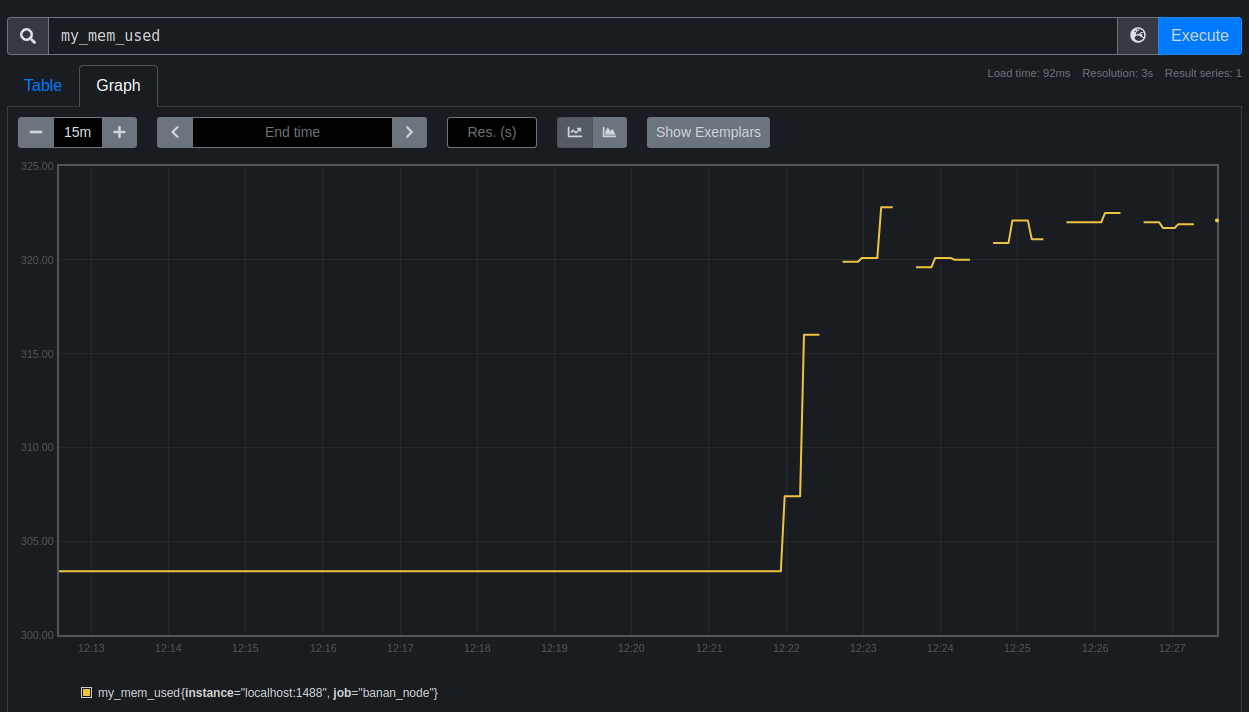 my_mem_used
Execute
Table
Graph
Load time: 92ms Resolution: 3s Result series: 1
15m
End time
Res. (s)
Show Exemplars
325.00
320.00
315.00
310.00
305.00
300.00
12:13 12:14 12:15 12:16 12:17 12:18 12:19 12:20 12:21 12:22 12:23 12:24 12:25 12:26 12:27
my_mem_used{instance="localhost:1488", job="banan_node"}